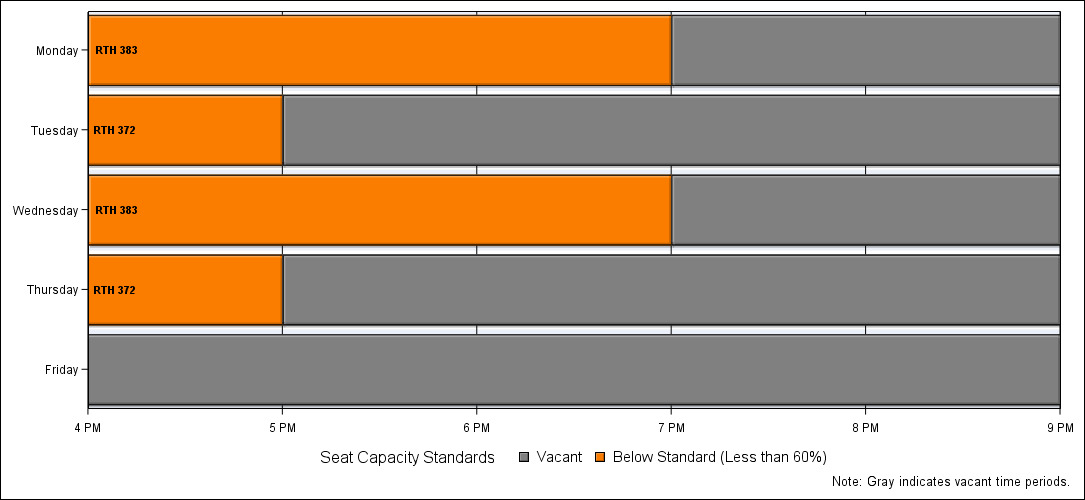 Monday RTH 383
Tuesday RTH 372
Wednesday RTH 383
Thursday RTH 372
Friday
4 PM 5 PM 6 PM 7 PM 8 PM 9 PM
Seat Capacity Standards Vacant Below Standard (Less than 60%)
Note: Gray indicates vacant time periods.